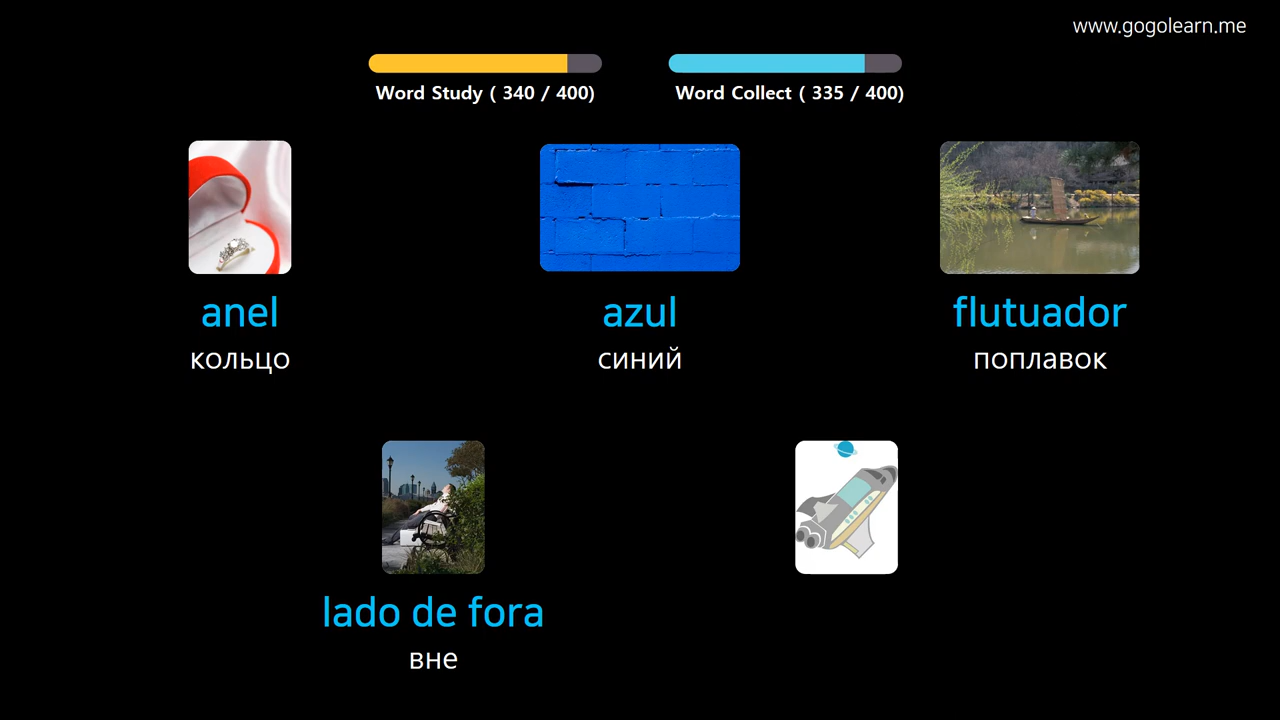 www.gogolearn.me
Word Study ( 340 / 400)
Word Collect ( 335 / 400)
anel
azul
flutuador
кольцо
синий
поплавок
lado de fora
вне